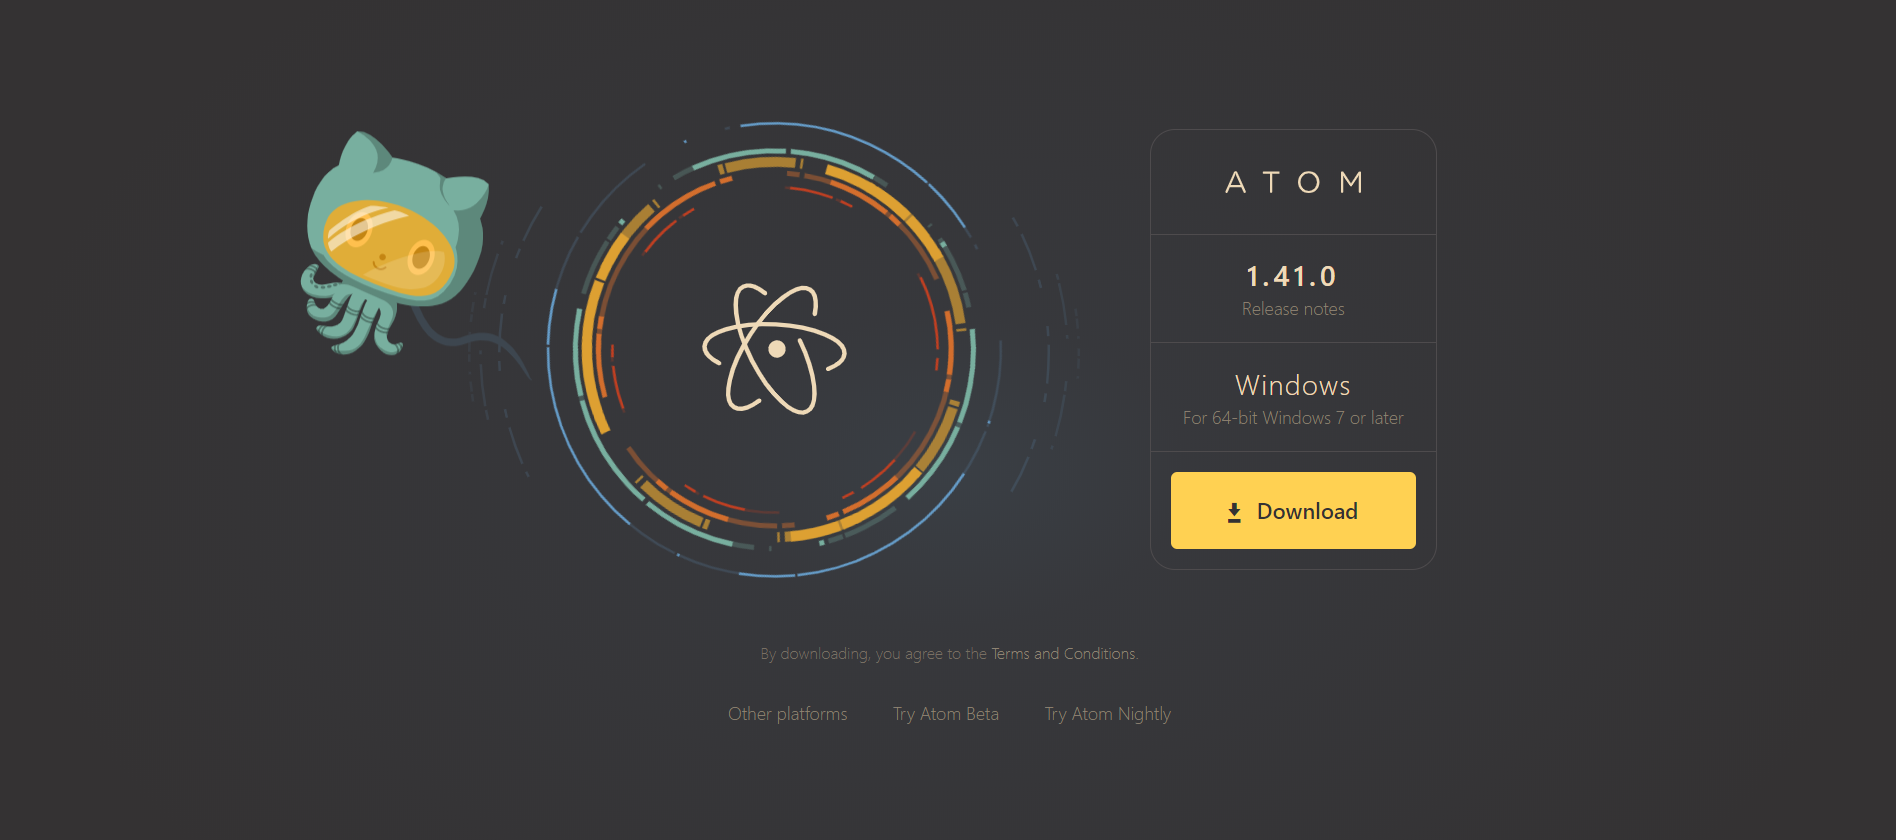 ATOM
1.41.0
Release notes
Windows
For 64-bit Windows 7 or later
Download
By downloading, you agree to the Terms and Conditions.
Other platforms Try Atom Beta Try Atom Nightly